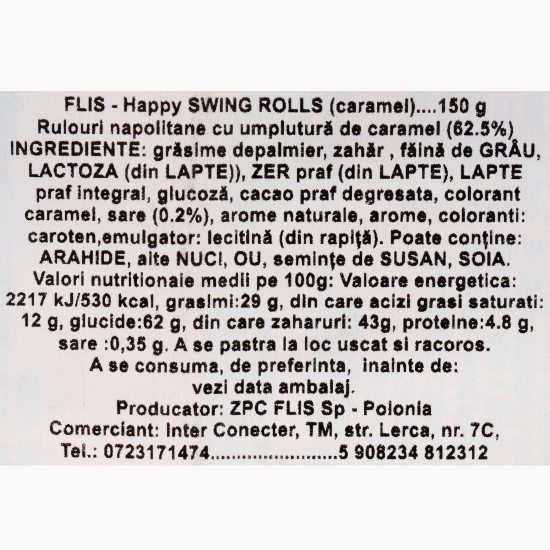 FLIS - Happy SWING ROLLS (caramel)....150 g
Rulouri napolitane cu umplutură de caramel (62.5%)
INGREDIENTE: grăsime depalmier, zahăr , făină de GRÂU,
LACTOZA (din LAPTE)), ZER praf (din LAPTE), LAPTE
praf integral, glucoză, cacao praf degresata, colorant
caramel, sare (0.2%), arome naturale, arome, coloranti:
caroten,emulgator: lecitină (din rapiță). Poate conține:
ARAHIDE, alte NUCI, OU, semințe de SUSAN, SOIA.
Valori nutritionale medii pe 100g: Valoare energetica:
2217 kJ/530 kcal, grasimi:29 g, din care acizi grasi saturati:
12 g, glucide:62 g, din care zaharuri: 43g, proteine:4.8 g,
sare :0,35 g. A se pastra la loc uscat si racoros.
A se consuma, de preferinta, inainte de:
vezi data ambalaj.
Producator: ZPC FLIS Sp - Polonia
Comerciant: Inter Conecter, TM, str. Lerca, nr. 7C,
Tel.: 0723171474......................5 908234 812312